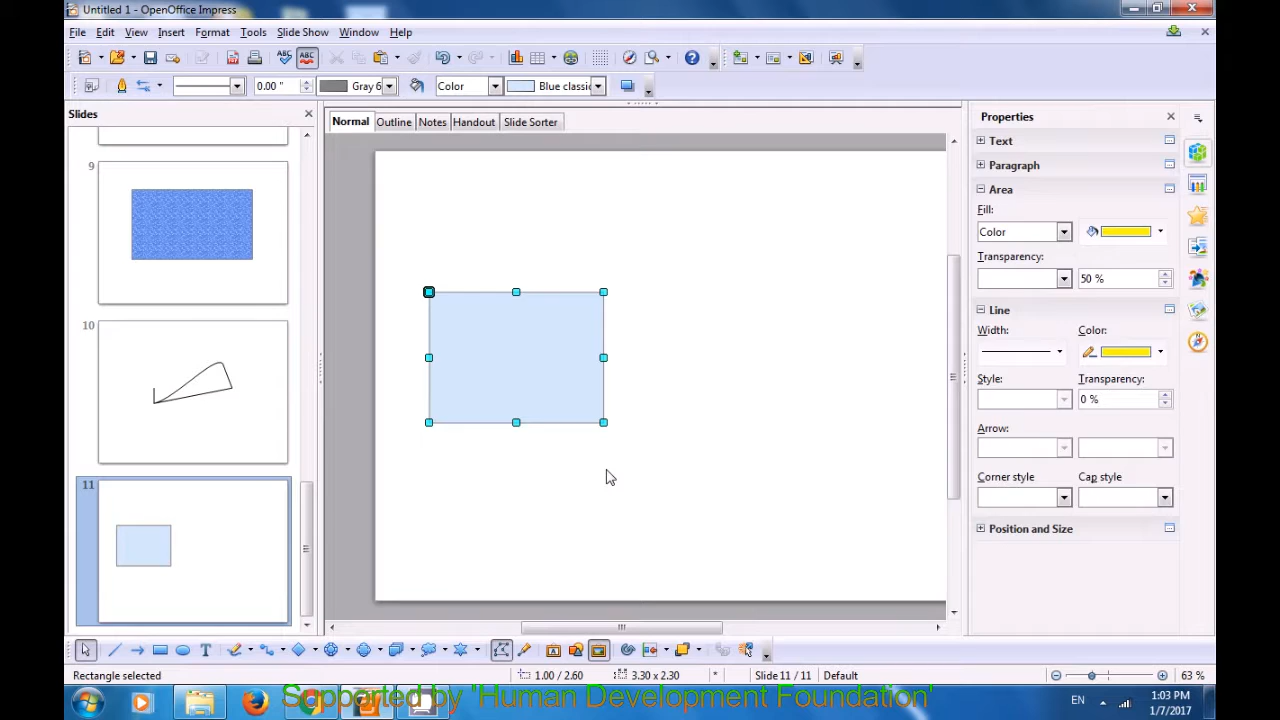 Untitled 1 - OpenOffice Impress
File Edit View Insert Format Tools Slide Show Window Help
0.00 " Gray 6 Color Blue classic
Slides
Normal Outline Notes Handout Slide Sorter
9
10
11
Properties
Text
Paragraph
Area
Fill:
Color
Transparency:
50 %
Line
Width: Color:
Style: Transparency:
0 %
Arrow:
Corner style Cap style
Position and Size
Rectangle selected 1.00 / 2.60 3.30 x 2.30 * Slide 11 / 11 Default 63 %
Supported by 'Human Development Foundation'
EN 1:03 PM
1/7/2017